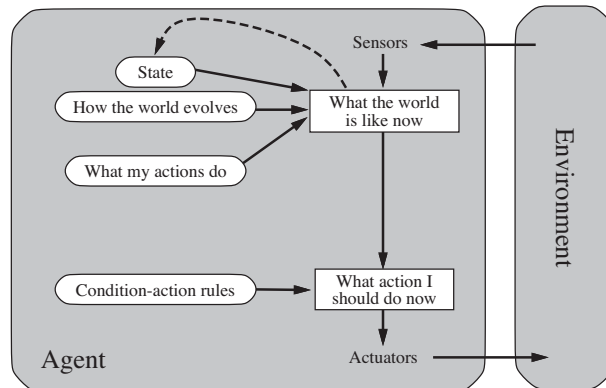 Sensors
State
How the world evolves
What the world
is like now
What my actions do
Environment
Condition-action rules
What action I
should do now
Agent
Actuators